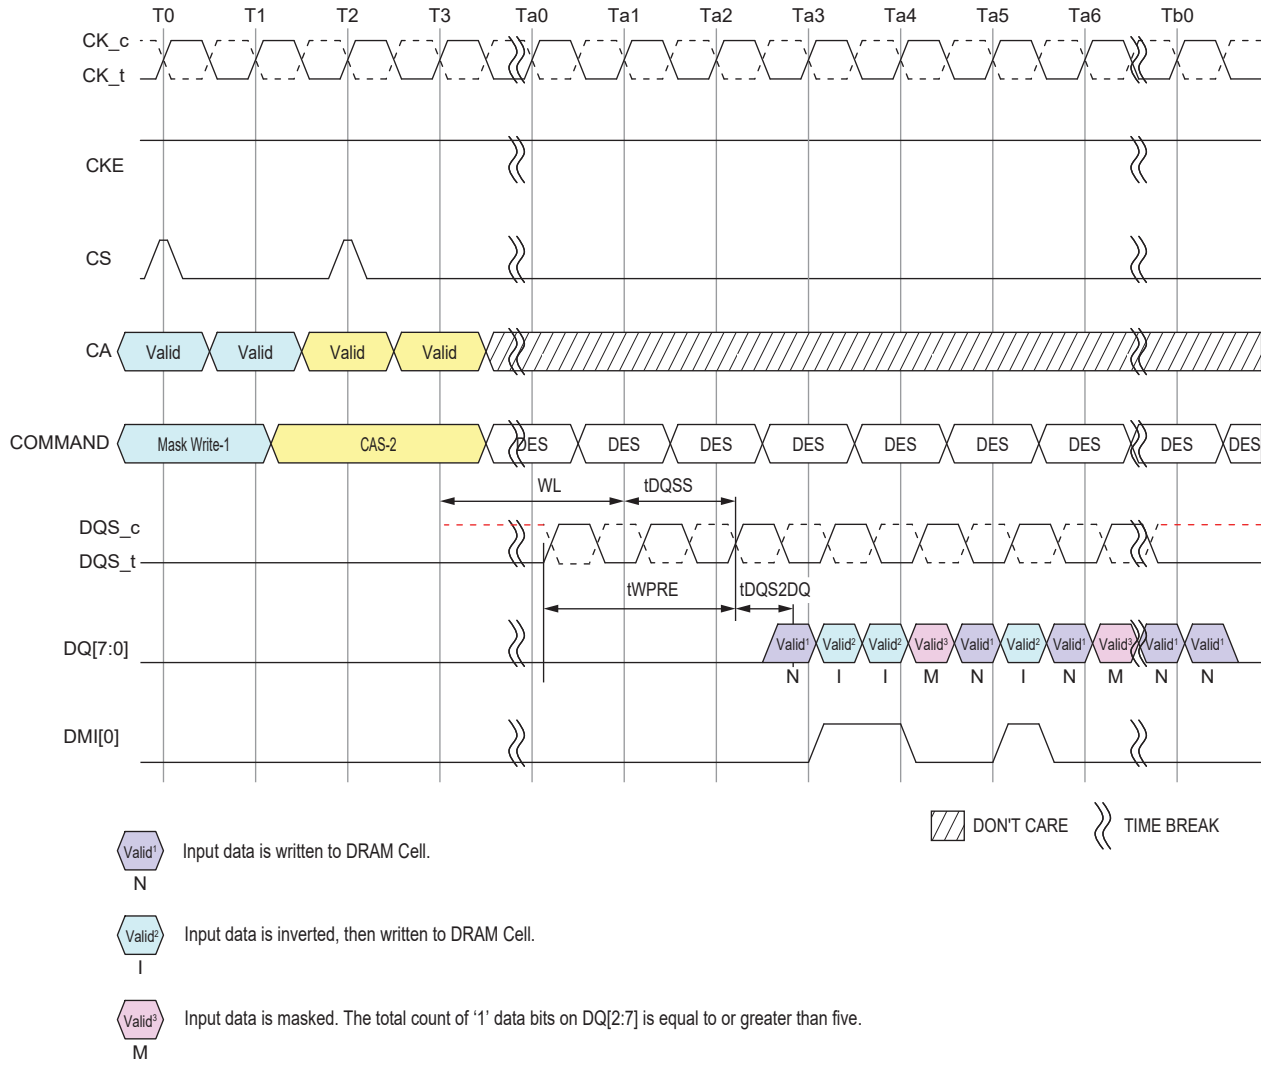 T0 T1 T2 T3 Ta0 Ta1 Ta2 Ta3 Ta4 Ta5 Ta6 Tb0
CK_c
CK_t
CKE
CS
CA Valid Valid Valid Valid
COMMAND Mask Write-1 CAS-2 DES DES DES DES DES DES DES DES DES
WL tDQSS
DQS_c
DQS_t
tWPRE tDQS2DQ
DQ[7:0] Valid¹ Valid² Valid² Valid³ Valid¹ Valid² Valid¹ Valid³ Valid¹ Valid¹
N I I M N I N M N N
DMI[0]
DON'T CARE TIME BREAK
Valid¹ Input data is written to DRAM Cell.
N
Valid² Input data is inverted, then written to DRAM Cell.
I
Valid³ Input data is masked. The total count of ‘1’ data bits on DQ[2:7] is equal to or greater than five.
M